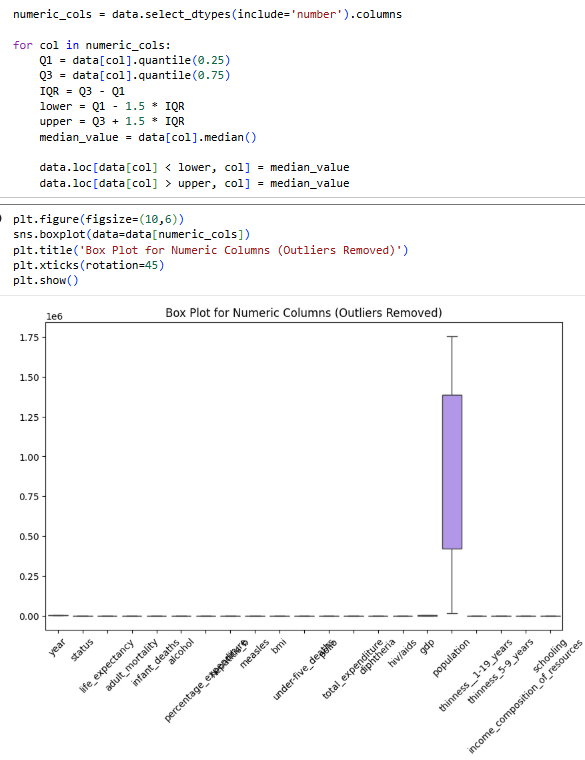 numeric_cols = data.select_dtypes(include='number').columns
for col in numeric_cols:
    Q1 = data[col].quantile(0.25)
    Q3 = data[col].quantile(0.75)
    IQR = Q3 - Q1
    lower = Q1 - 1.5 * IQR
    upper = Q3 + 1.5 * IQR
    median_value = data[col].median()
    data.loc[data[col] < lower, col] = median_value
    data.loc[data[col] > upper, col] = median_value
plt.figure(figsize=(10,6))
sns.boxplot(data=data[numeric_cols])
plt.title('Box Plot for Numeric Columns (Outliers Removed)')
plt.xticks(rotation=45)
plt.show()
Box Plot for Numeric Columns (Outliers Removed)
1e6
1.75
1.50
1.25
1.00
0.75
0.50
0.25
0.00
year
status
life_expectancy
adult_mortality
infant_deaths
alcohol
percentage_expenditure
measles
bmi
under-five_deaths
polio
total_expenditure
diphtheria
hiv/aids
gdp
population
thinness__1-19_years
thinness_5-9_years
income_composition_of_resources
schooling